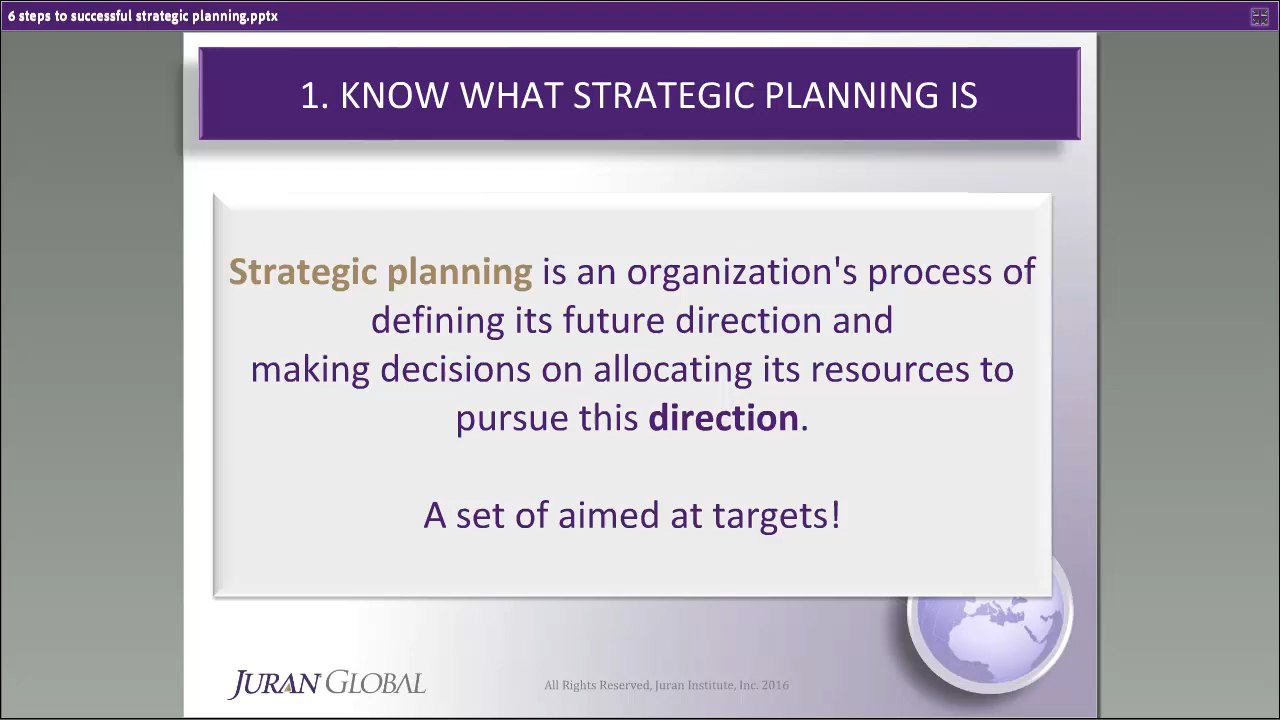 6 steps to successful strategic planning.pptx
1. KNOW WHAT STRATEGIC PLANNING IS
Strategic planning is an organization's process of
defining its future direction and
making decisions on allocating its resources to
pursue this direction.
A set of aimed at targets!
JURAN GLOBAL
All Rights Reserved, Juran Institute, Inc. 2016